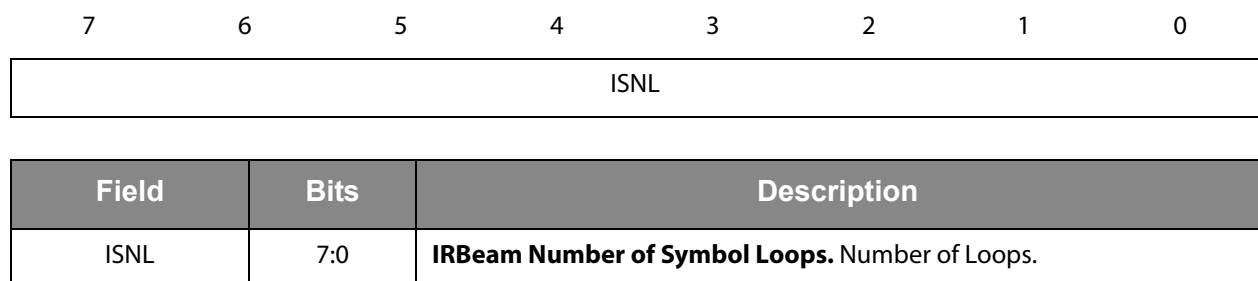 7 6 5 4 3 2 1 0
ISNL
Field Bits Description
ISNL 7:0 IRBeam Number of Symbol Loops. Number of Loops.